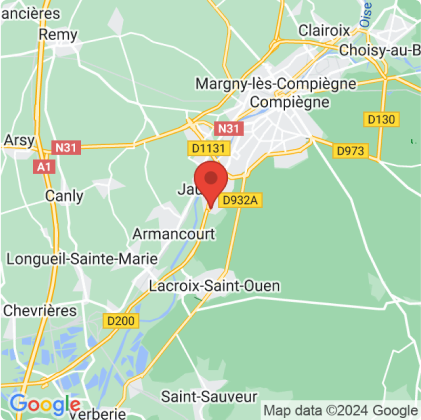 ancières
Clairoix
Oise
Remy
Choisy-au-B
Margny-lès-Compiègne
Compiègne
D130
N31
Arsy
N31
D1131
D973
A1
Jau
Canly
D932A
Armancourt
Longueil-Sainte-Marie
Lacroix-Saint-Ouen
Chevrières
D200
Saint-Sauveur
Google
Map data ©2024 Google
Verberie